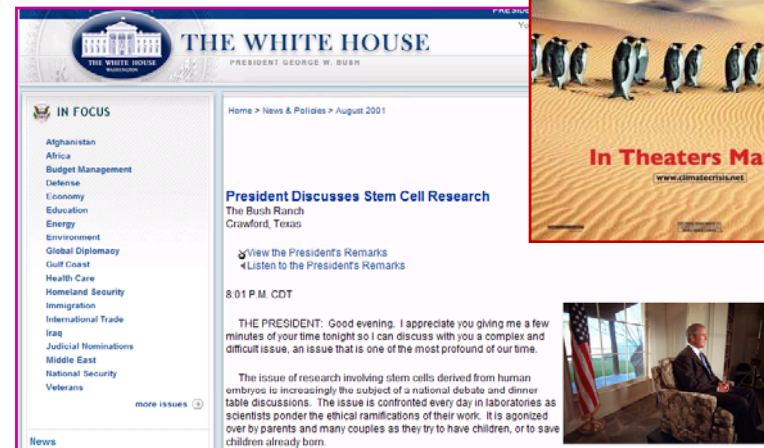 THE WHITE HOUSE
PRESIDENT GEORGE W. BUSH
THE WHITE HOUSE
WASHINGTON
IN FOCUS
Afghanistan
Africa
Budget Management
Defense
Economy
Education
Energy
Environment
Global Diplomacy
Gulf Coast
Health Care
Homeland Security
Immigration
International Trade
Iraq
Judicial Nominations
Middle East
National Security
Veterans
more issues
News
Home > News & Policies > August 2001
President Discusses Stem Cell Research
The Bush Ranch
Crawford, Texas
View the President's Remarks
Listen to the President's Remarks
8:01 P.M. CDT
THE PRESIDENT: Good evening. I appreciate you giving me a few
minutes of your time tonight so I can discuss with you a complex and
difficult issue, an issue that is one of the most profound of our time.
The issue of research involving stem cells derived from human
embryos is increasingly the subject of a national debate and dinner
table discussions. The issue is confronted every day in laboratories as
scientists ponder the ethical ramifications of their work. It is agonized
over by parents and many couples as they try to have children, or to save
children already born.
In Theaters Ma
www.climatecrisis.net